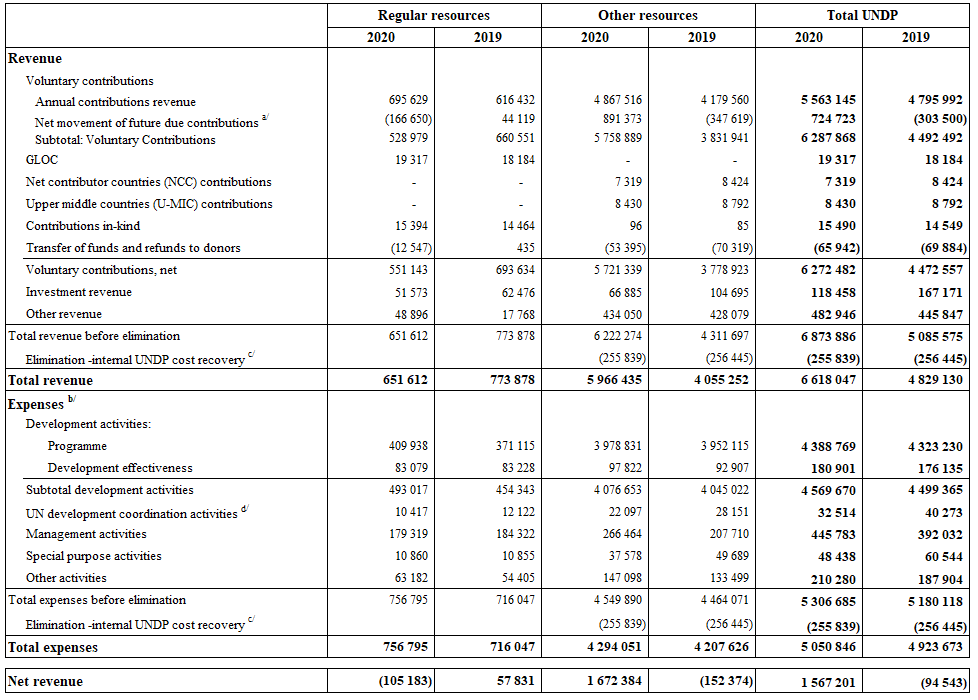 Regular resources Other resources Total UNDP
2020 2019 2020 2019 2020 2019
Revenue
Voluntary contributions
Annual contributions revenue 695 629 616 432 4 867 516 4 179 560 5 563 145 4 795 992
Net movement of future due contributions a/ (166 650) 44 119 891 373 (347 619) 724 723 (303 500)
Subtotal: Voluntary Contributions 528 979 660 551 5 758 889 3 831 941 6 287 868 4 492 492
GLOC 19 317 18 184 - - 19 317 18 184
Net contributor countries (NCC) contributions - - 7 319 8 424 7 319 8 424
Upper middle countries (U-MIC) contributions - - 8 430 8 792 8 430 8 792
Contributions in-kind 15 394 14 464 96 85 15 490 14 549
Transfer of funds and refunds to donors (12 547) 435 (53 395) (70 319) (65 942) (69 884)
Voluntary contributions, net 551 143 693 634 5 721 339 3 778 923 6 272 482 4 472 557
Investment revenue 51 573 62 476 66 885 104 695 118 458 167 171
Other revenue 48 896 17 768 434 050 428 079 482 946 445 847
Total revenue before elimination 651 612 773 878 6 222 274 4 311 697 6 873 886 5 085 575
Elimination -internal UNDP cost recovery c/ (255 839) (256 445) (255 839) (256 445)
Total revenue 651 612 773 878 5 966 435 4 055 252 6 618 047 4 829 130
Expenses b/
Development activities:
Programme 409 938 371 115 3 978 831 3 952 115 4 388 769 4 323 230
Development effectiveness 83 079 83 228 97 822 92 907 180 901 176 135
Subtotal development activities 493 017 454 343 4 076 653 4 045 022 4 569 670 4 499 365
UN development coordination activities d/ 10 417 12 122 22 097 28 151 32 514 40 273
Management activities 179 319 184 322 266 464 207 710 445 783 392 032
Special purpose activities 10 860 10 855 37 578 49 689 48 438 60 544
Other activities 63 182 54 405 147 098 133 499 210 280 187 904
Total expenses before elimination 756 795 716 047 4 549 890 4 464 071 5 306 685 5 180 118
Elimination -internal UNDP cost recovery c/ (255 839) (256 445) (255 839) (256 445)
Total expenses 756 795 716 047 4 294 051 4 207 626 5 050 846 4 923 673
Net revenue (105 183) 57 831 1 672 384 (152 374) 1 567 201 (94 543)